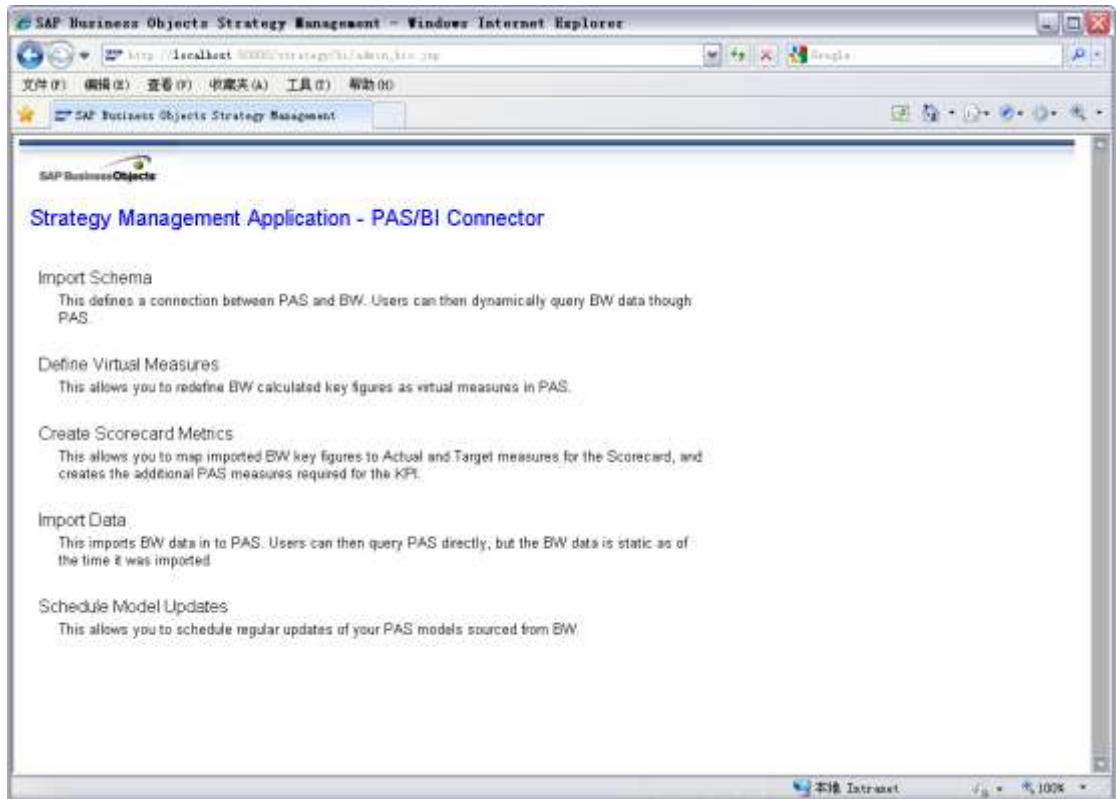 SAP Business Objects Strategy Management - Windows Internet Explorer
http://localhost:50000/strategy/bi/admin_bix.jsp
Google
文件(F) 编辑(E) 查看(V) 收藏夹(A) 工具(T) 帮助(H)
SAP Business Objects Strategy Management
SAP BusinessObjects
Strategy Management Application - PAS/BI Connector
Import Schema
This defines a connection between PAS and BW. Users can then dynamically query BW data though
PAS.
Define Virtual Measures
This allows you to redefine BW calculated key figures as virtual measures in PAS.
Create Scorecard Metrics
This allows you to map imported BW key figures to Actual and Target measures for the Scorecard, and
creates the additional PAS measures required for the KPI.
Import Data
This imports BW data in to PAS. Users can then query PAS directly, but the BW data is static as of
the time it was imported
Schedule Model Updates
This allows you to schedule regular updates of your PAS models sourced from BW.
本地 Intranet
100%